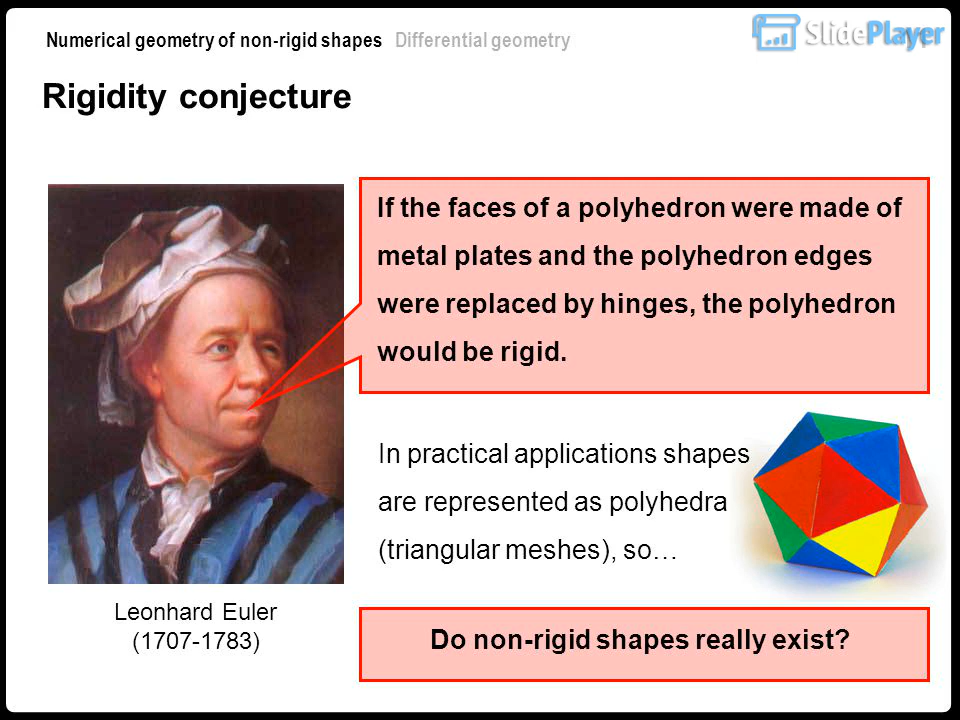 Numerical geometry of non-rigid shapes Differential geometry
SlidePlayer
Rigidity conjecture
If the faces of a polyhedron were made of
metal plates and the polyhedron edges
were replaced by hinges, the polyhedron
would be rigid.
In practical applications shapes
are represented as polyhedra
(triangular meshes), so…
Leonhard Euler
(1707-1783)
Do non-rigid shapes really exist?